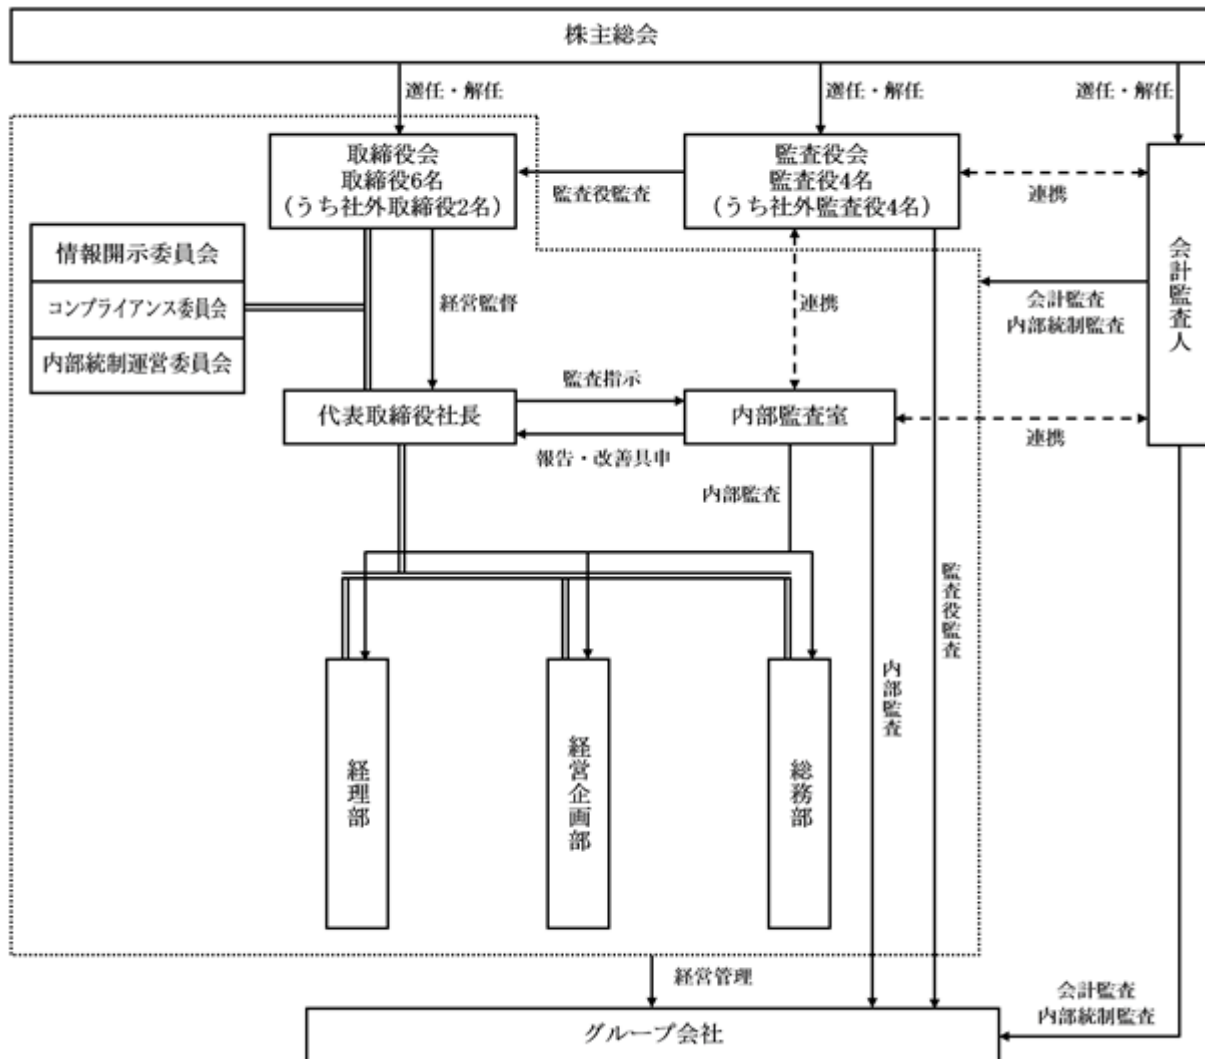 株主総会
選任・解任
選任・解任
選任・解任
取締役会
取締役6名
(うち社外取締役2名)
監査役監査
監査役会
監査役4名
(うち社外監査役4名)
連携
会計監査人
情報開示委員会
コンプライアンス委員会
内部統制運営委員会
経営監督
連携
会計監査
内部統制監査
代表取締役社長
監査指示
報告・改善具申
内部監査室
連携
内部監査
監査役監査
内部監査
経理部
経営企画部
総務部
経営管理
会計監査
内部統制監査
グループ会社